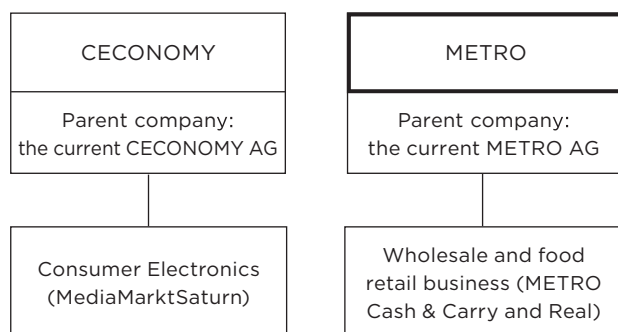 CECONOMY
Parent company:
the current CECONOMY AG
Consumer Electronics
(MediaMarktSaturn)
METRO
Parent company:
the current METRO AG
Wholesale and food
retail business (METRO
Cash & Carry and Real)